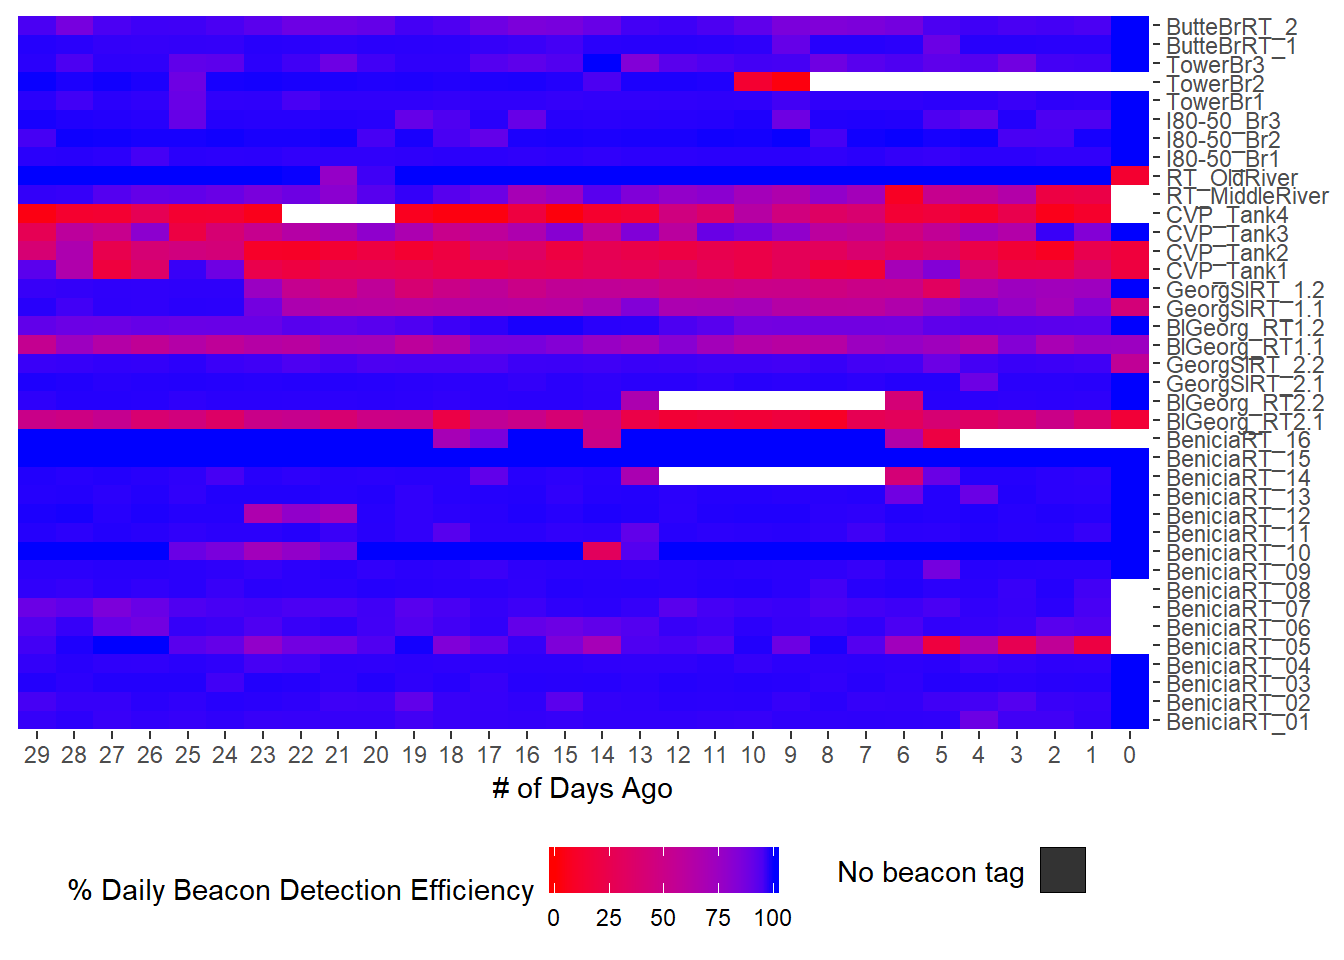 ButteBrRT_2
ButteBrRT_1
TowerBr3
TowerBr2
TowerBr1
I80-50_Br3
I80-50_Br2
I80-50_Br1
RT_OldRiver
RT_MiddleRiver
CVP_Tank4
CVP_Tank3
CVP_Tank2
CVP_Tank1
GeorgSlRT_1.2
GeorgSlRT_1.1
BlGeorg_RT1.2
BlGeorg_RT1.1
GeorgSlRT_2.2
GeorgSlRT_2.1
BlGeorg_RT2.2
BlGeorg_RT2.1
BeniciaRT_16
BeniciaRT_15
BeniciaRT_14
BeniciaRT_13
BeniciaRT_12
BeniciaRT_11
BeniciaRT_10
BeniciaRT_09
BeniciaRT_08
BeniciaRT_07
BeniciaRT_06
BeniciaRT_05
BeniciaRT_04
BeniciaRT_03
BeniciaRT_02
BeniciaRT_01
29 28 27 26 25 24 23 22 21 20 19 18 17 16 15 14 13 12 11 10 9 8 7 6 5 4 3 2 1 0
# of Days Ago
% Daily Beacon Detection Efficiency
0 25 50 75 100
No beacon tag